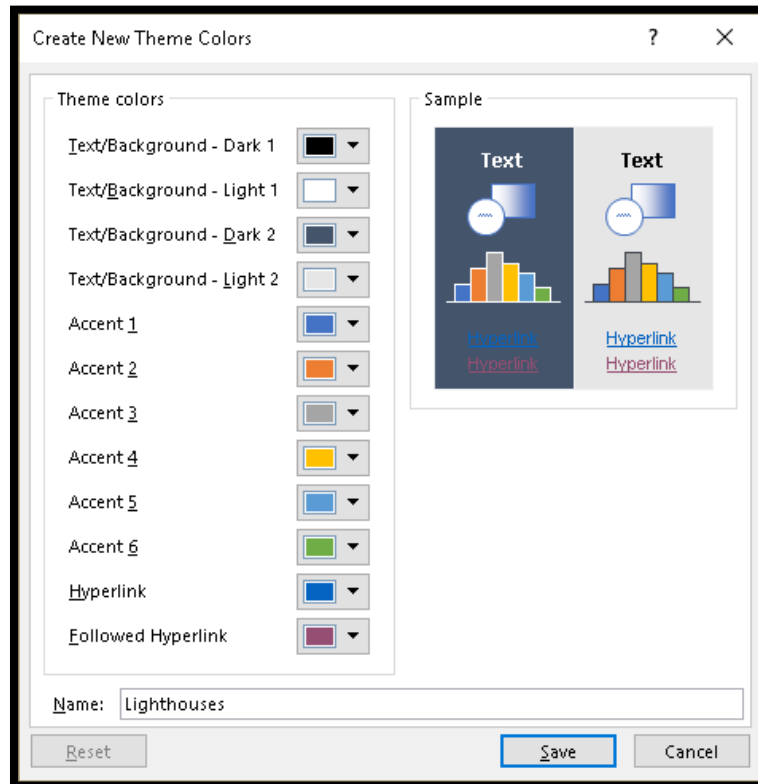 Create New Theme Colors ? ×
Theme colors
Text/Background - Dark 1
Text/Background - Light 1
Text/Background - Dark 2
Text/Background - Light 2
Accent 1
Accent 2
Accent 3
Accent 4
Accent 5
Accent 6
Hyperlink
Followed Hyperlink
Sample
Text Text
Hyperlink Hyperlink
Hyperlink Hyperlink
Name: Lighthouses
Reset Save Cancel